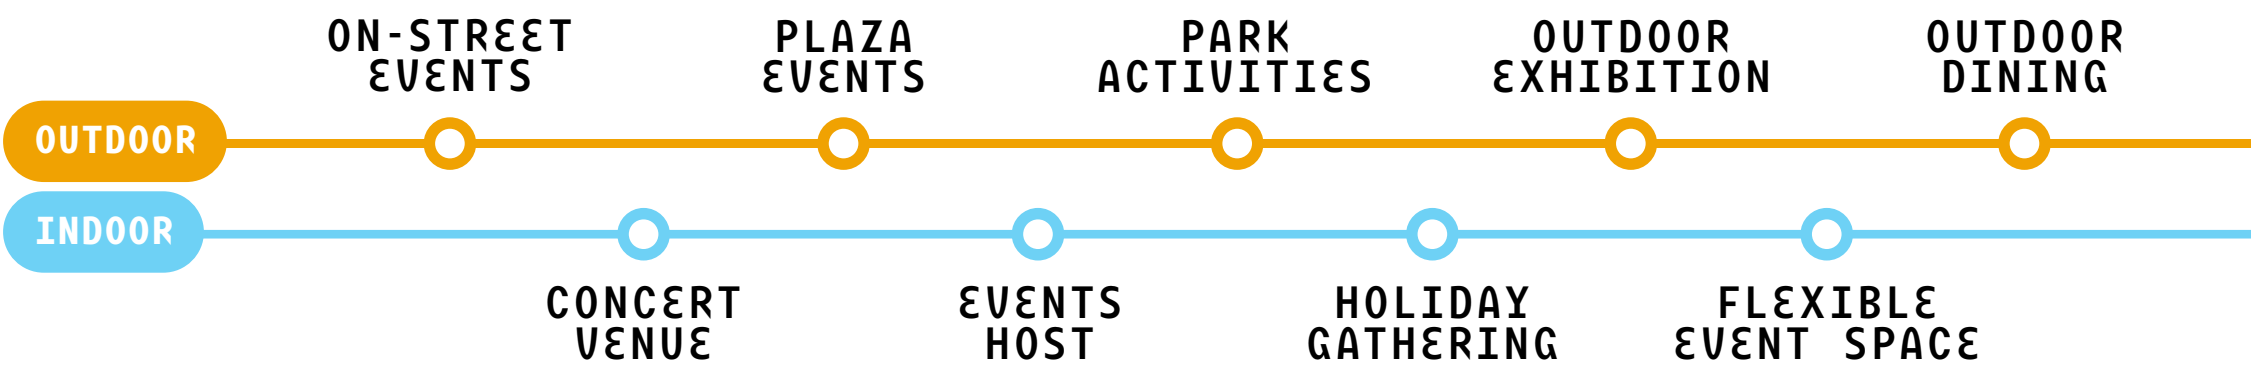 ON-STREET
EVENTS
PLAZA
EVENTS
PARK
ACTIVITIES
OUTDOOR
EXHIBITION
OUTDOOR
DINING
OUTDOOR
INDOOR
CONCERT
VENUE
EVENTS
HOST
HOLIDAY
GATHERING
FLEXIBLE
EVENT SPACE